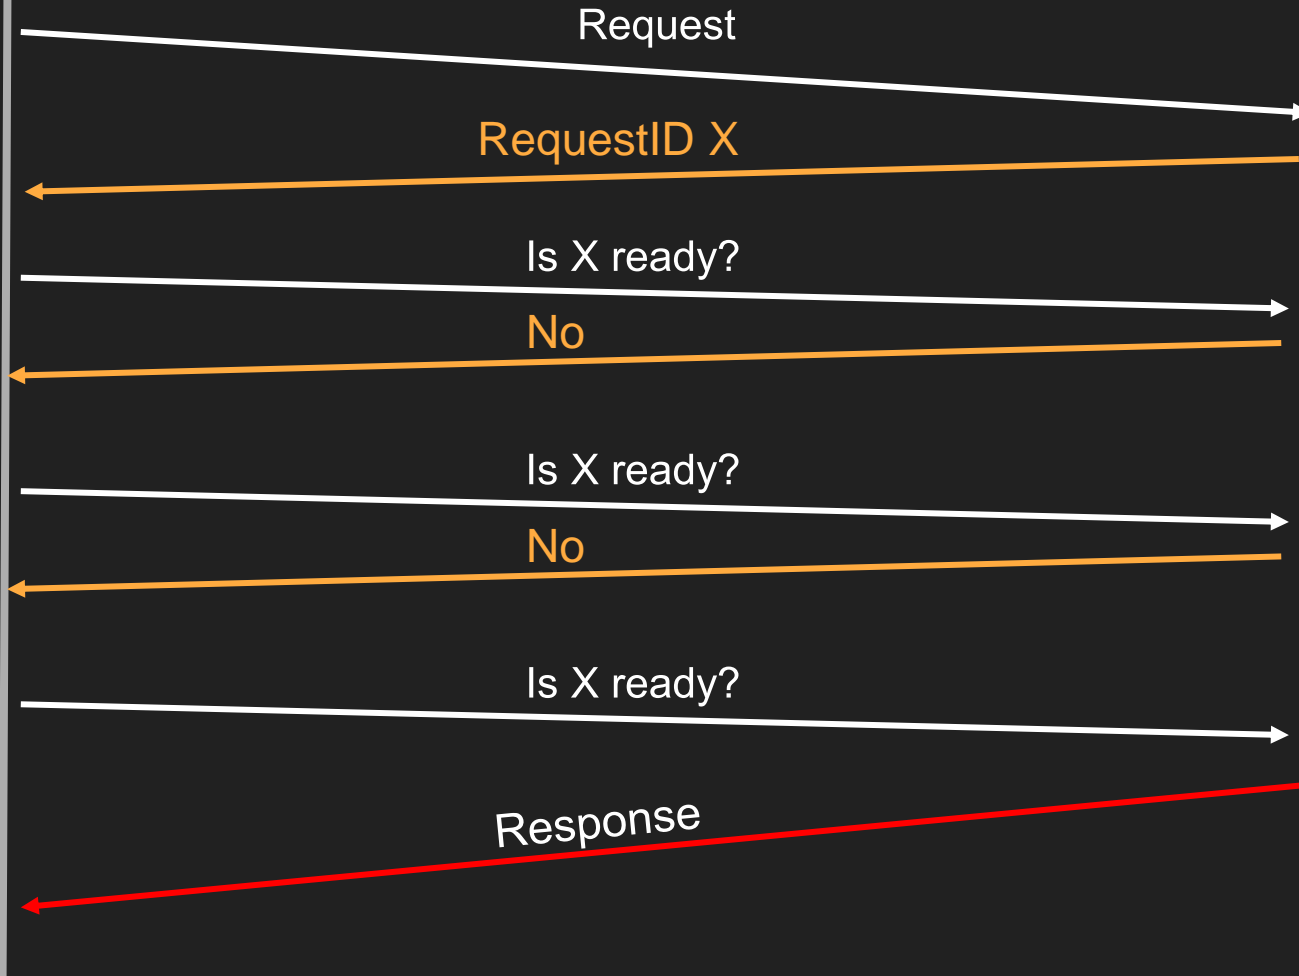 Request
RequestID X
Is X ready?
No
Is X ready?
No
Is X ready?
Response